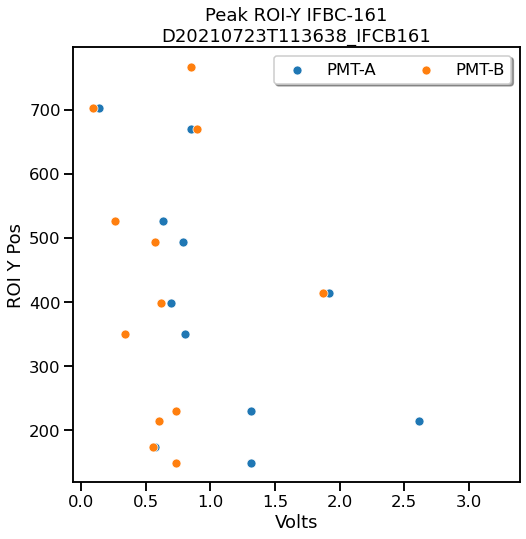 Peak ROI-Y IFBC-161
D20210723T113638_IFCB161
PMT-A PMT-B
700
600
500
400
300
200
ROI Y Pos
0.0 0.5 1.0 1.5 2.0 2.5 3.0
Volts